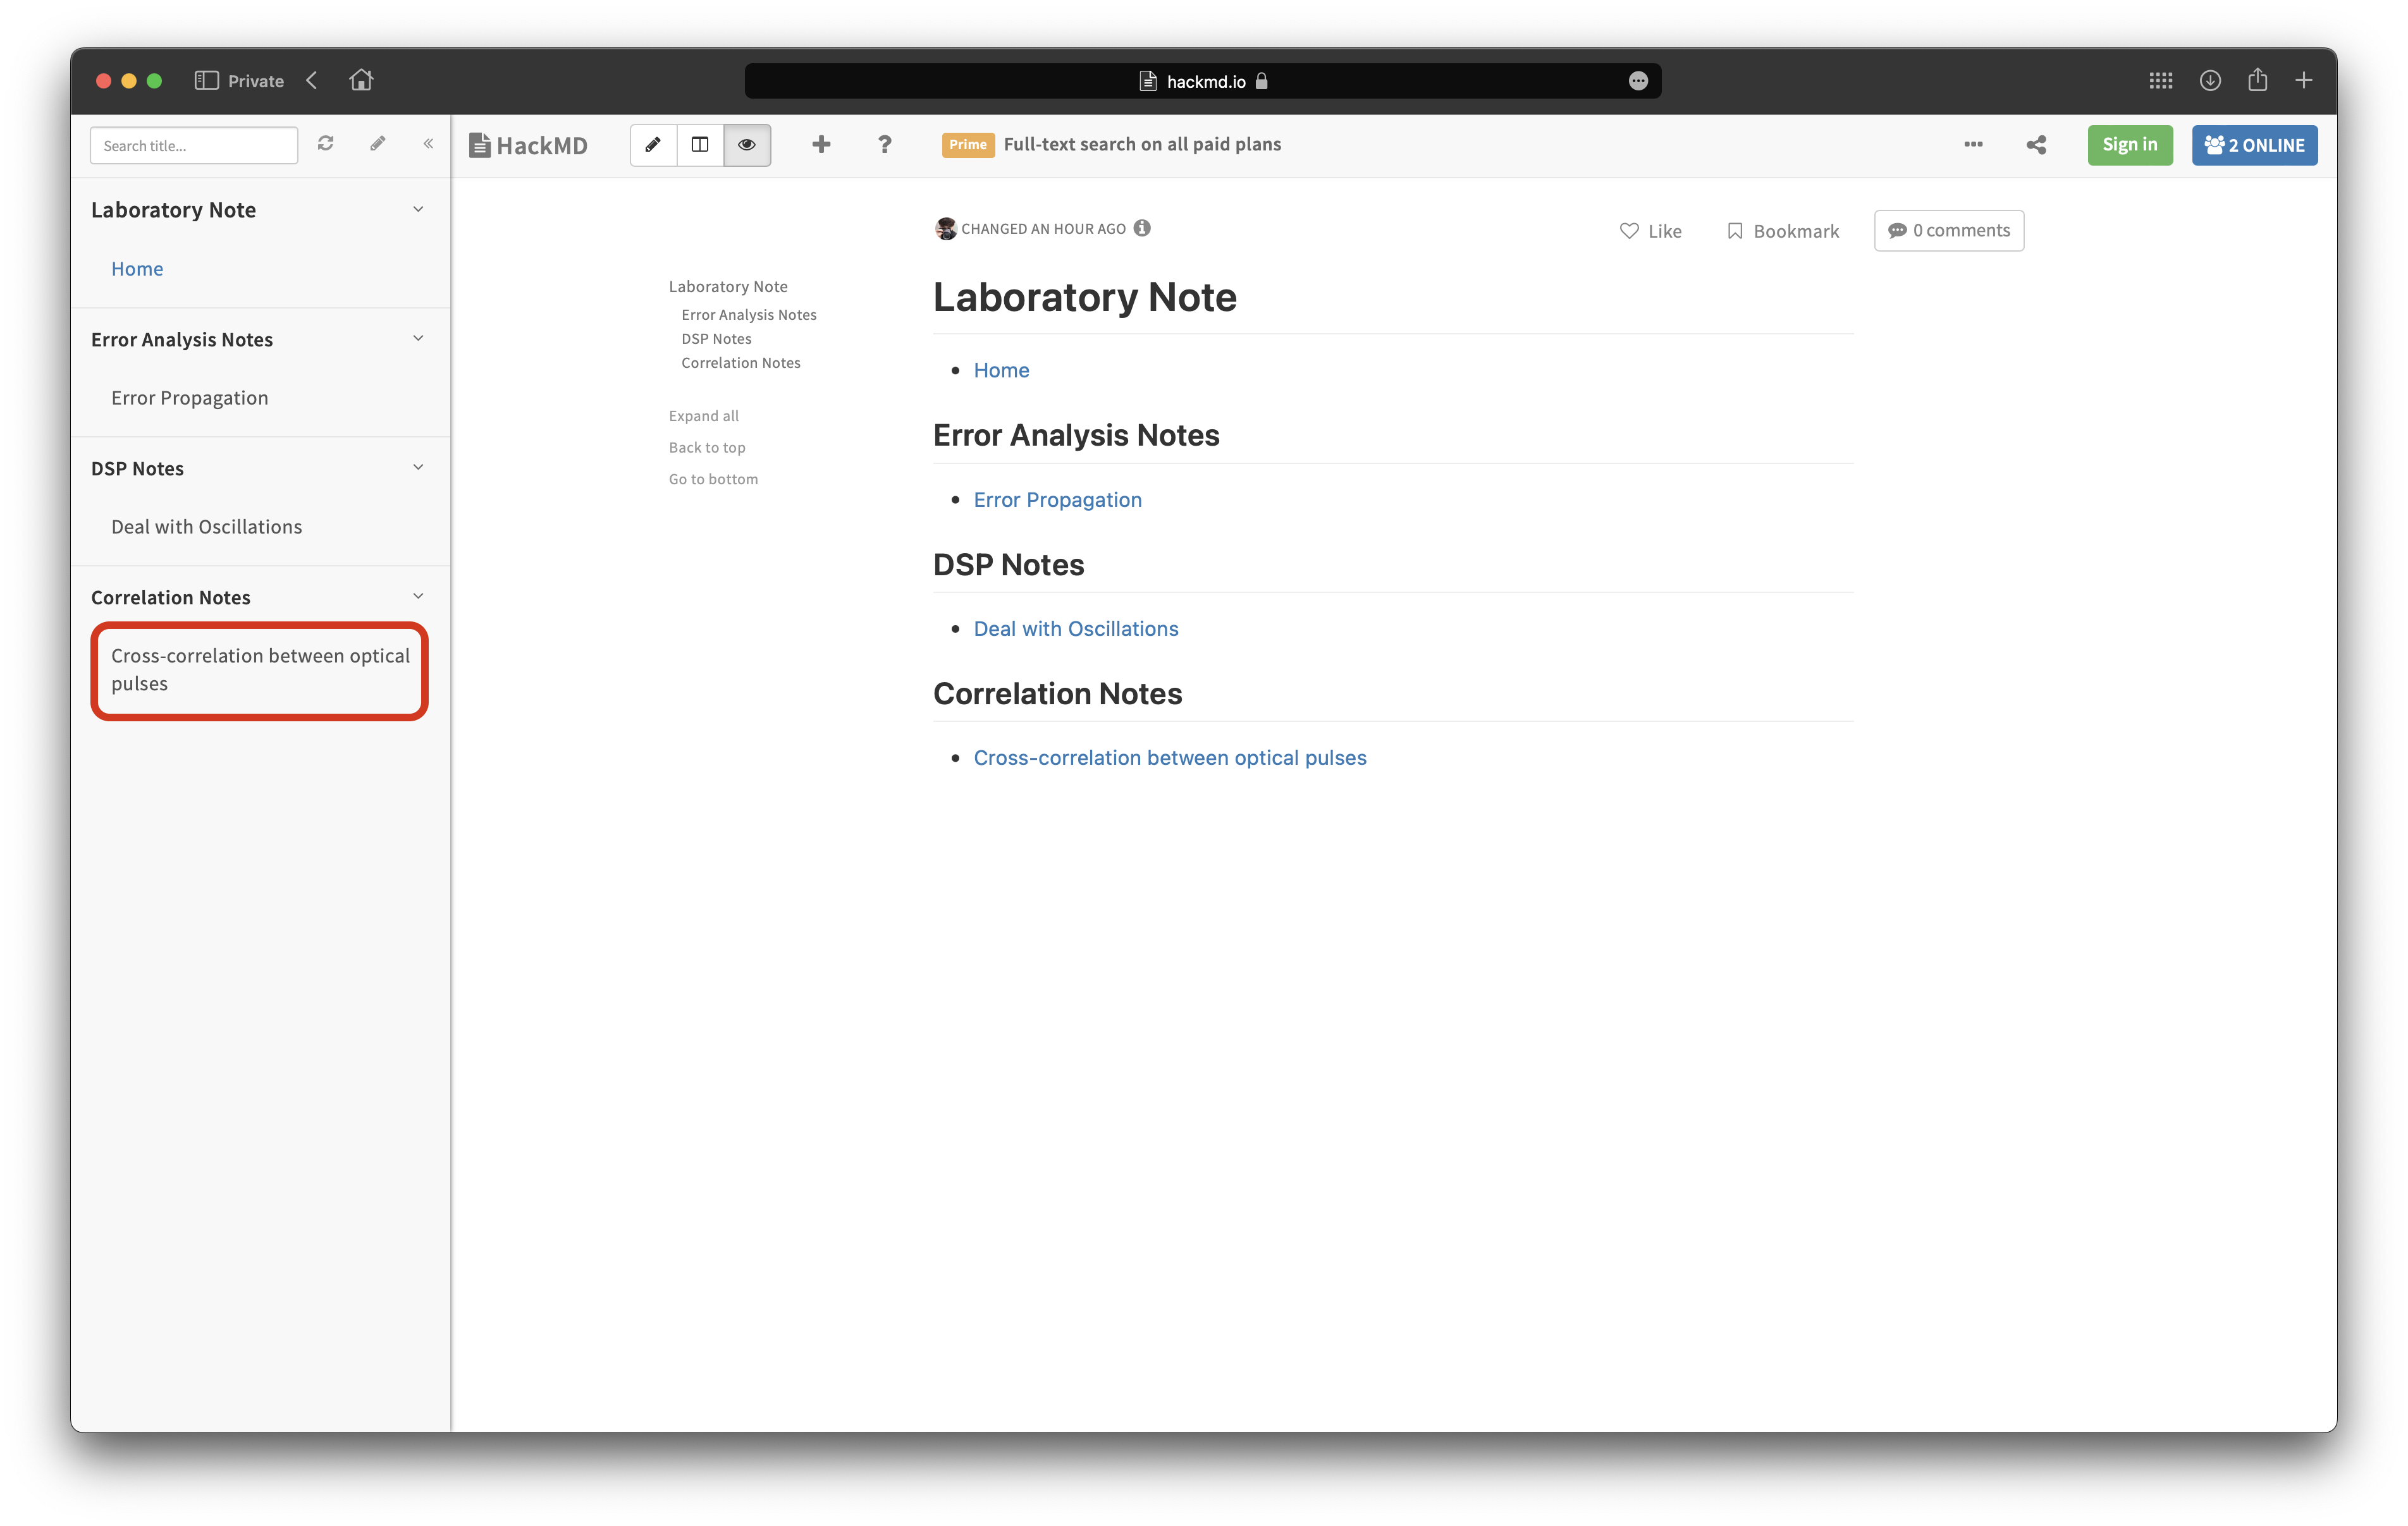 Private
hackmd.io
Search title...
HackMD
Prime Full-text search on all paid plans
Sign in
2 ONLINE
Laboratory Note
Home
Error Analysis Notes
Error Propagation
DSP Notes
Deal with Oscillations
Correlation Notes
Cross-correlation between optical
pulses
Laboratory Note
Error Analysis Notes
DSP Notes
Correlation Notes
Expand all
Back to top
Go to bottom
CHANGED AN HOUR AGO
Like
Bookmark
0 comments
Laboratory Note
Home
Error Analysis Notes
Error Propagation
DSP Notes
Deal with Oscillations
Correlation Notes
Cross-correlation between optical pulses